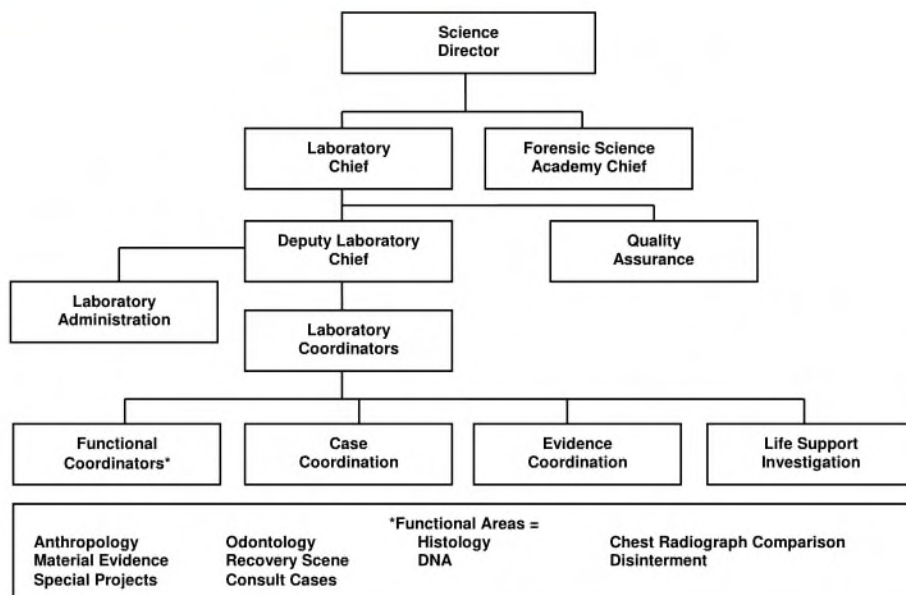 Science
Director
Laboratory
Chief
Forensic Science
Academy Chief
Deputy Laboratory
Chief
Quality
Assurance
Laboratory
Administration
Laboratory
Coordinators
Functional
Coordinators*
Case
Coordination
Evidence
Coordination
Life Support
Investigation
*Functional Areas =
Anthropology Odontology Histology Chest Radiograph Comparison
Material Evidence Recovery Scene DNA Disinterment
Special Projects Consult Cases